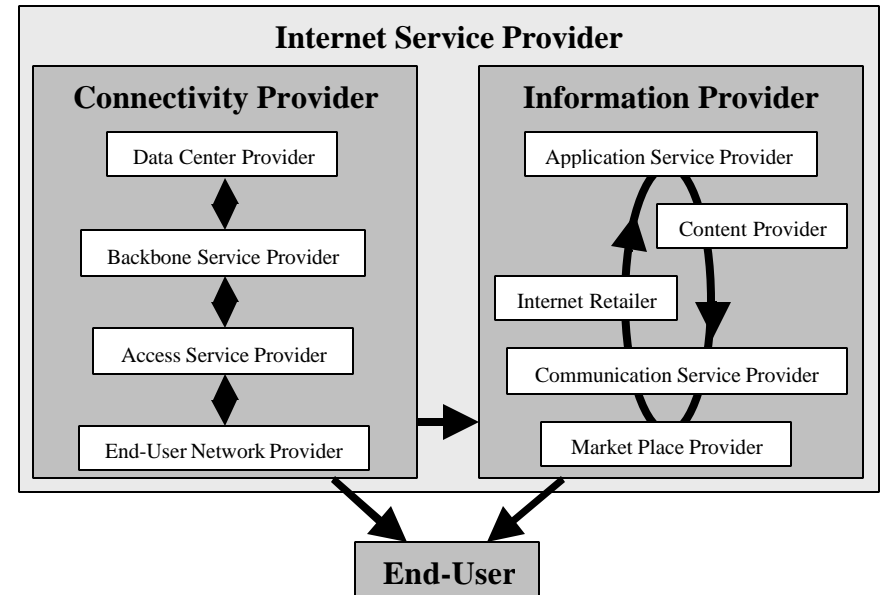 Internet Service Provider
Connectivity Provider
Data Center Provider
Backbone Service Provider
Access Service Provider
End-User Network Provider
Information Provider
Application Service Provider
Content Provider
Internet Retailer
Communication Service Provider
Market Place Provider
End-User